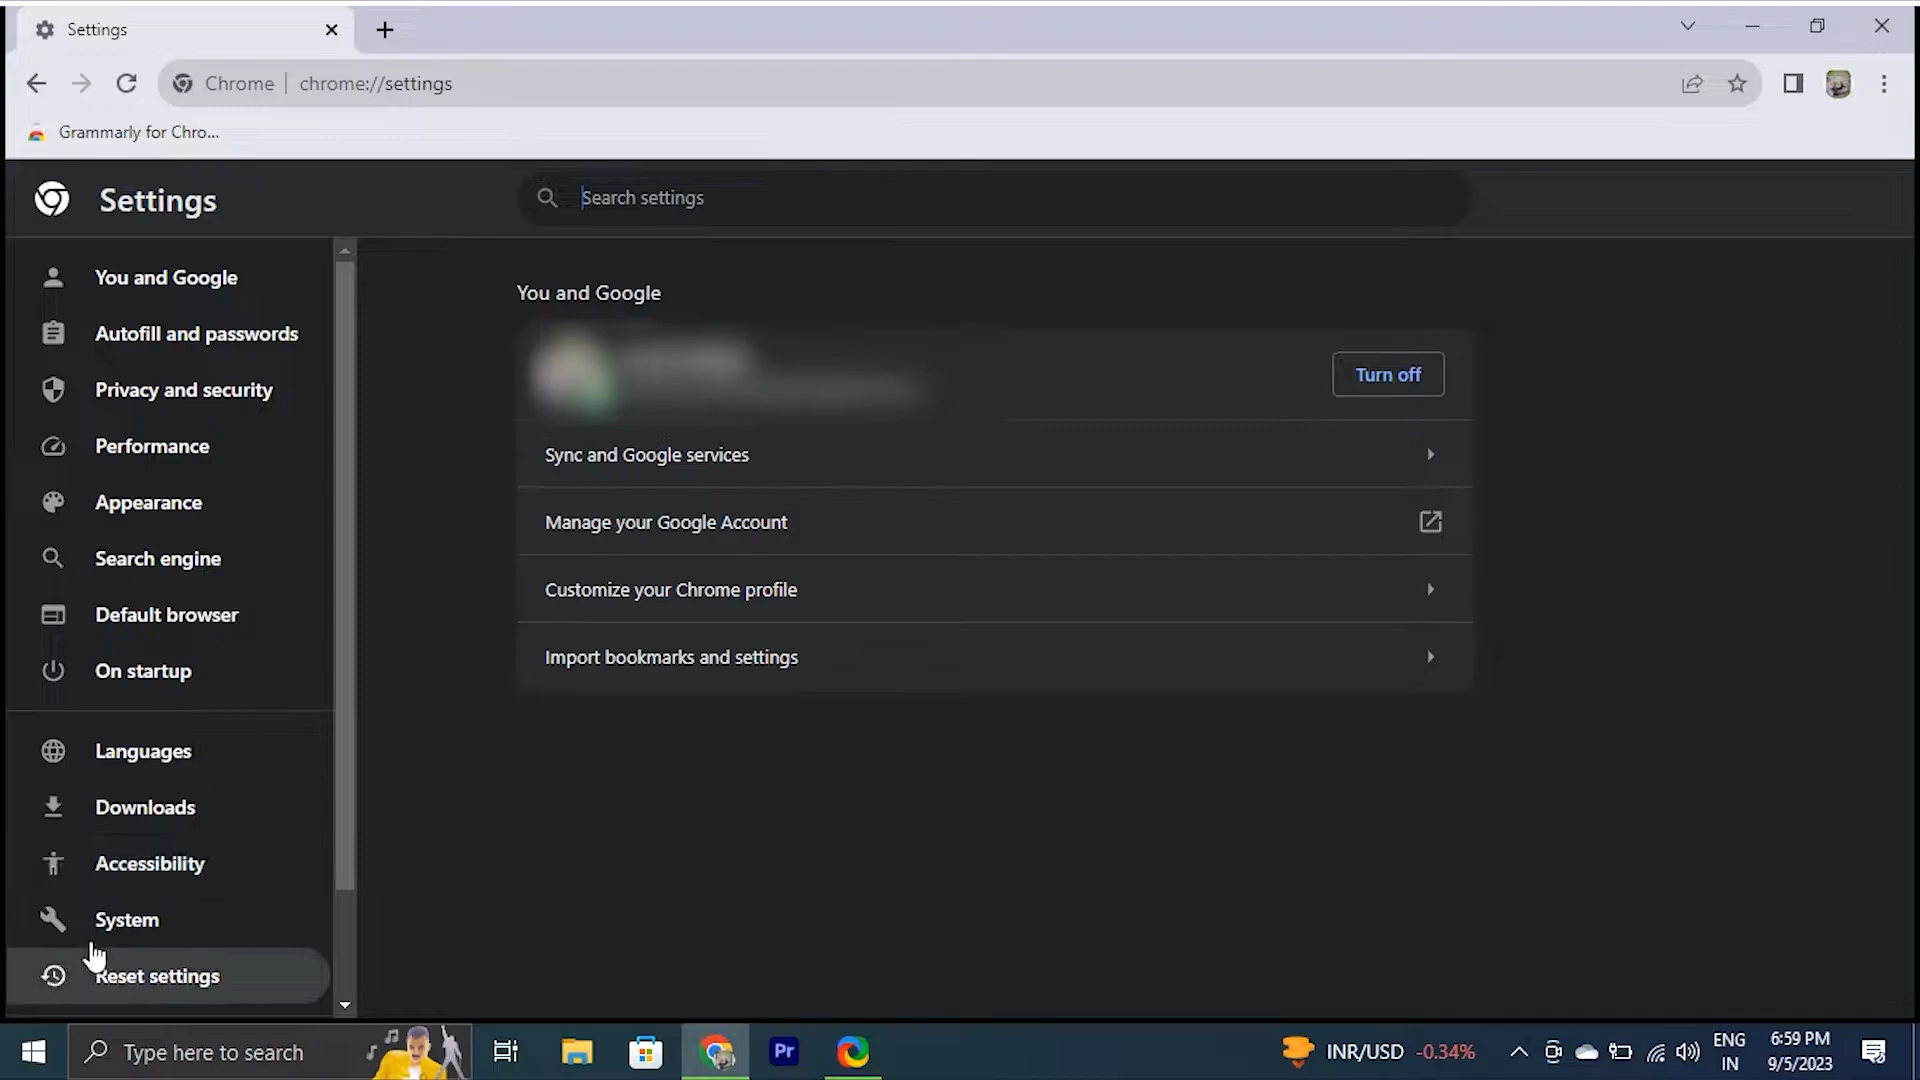 Settings
Chrome | chrome://settings
Grammarly for Chro...
Settings
Search settings
You and Google
Autofill and passwords
Privacy and security
Performance
Appearance
Search engine
Default browser
On startup
Languages
Downloads
Accessibility
System
Reset settings
You and Google
Turn off
Sync and Google services
Manage your Google Account
Customize your Chrome profile
Import bookmarks and settings
Type here to search
Pr
INR/USD -0.34%
ENG
IN
6:59 PM
9/5/2023